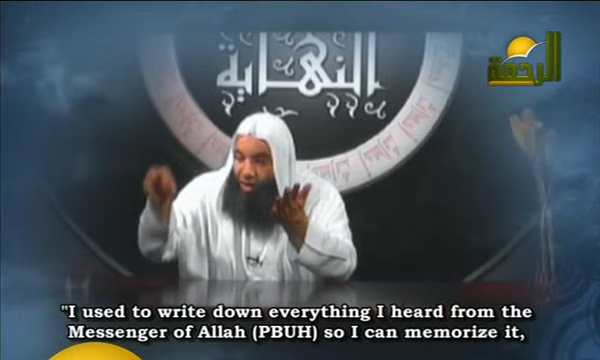 النهاية
الرحمة
"I used to write down everything I heard from the
Messenger of Allah (PBUH) so I can memorize it,